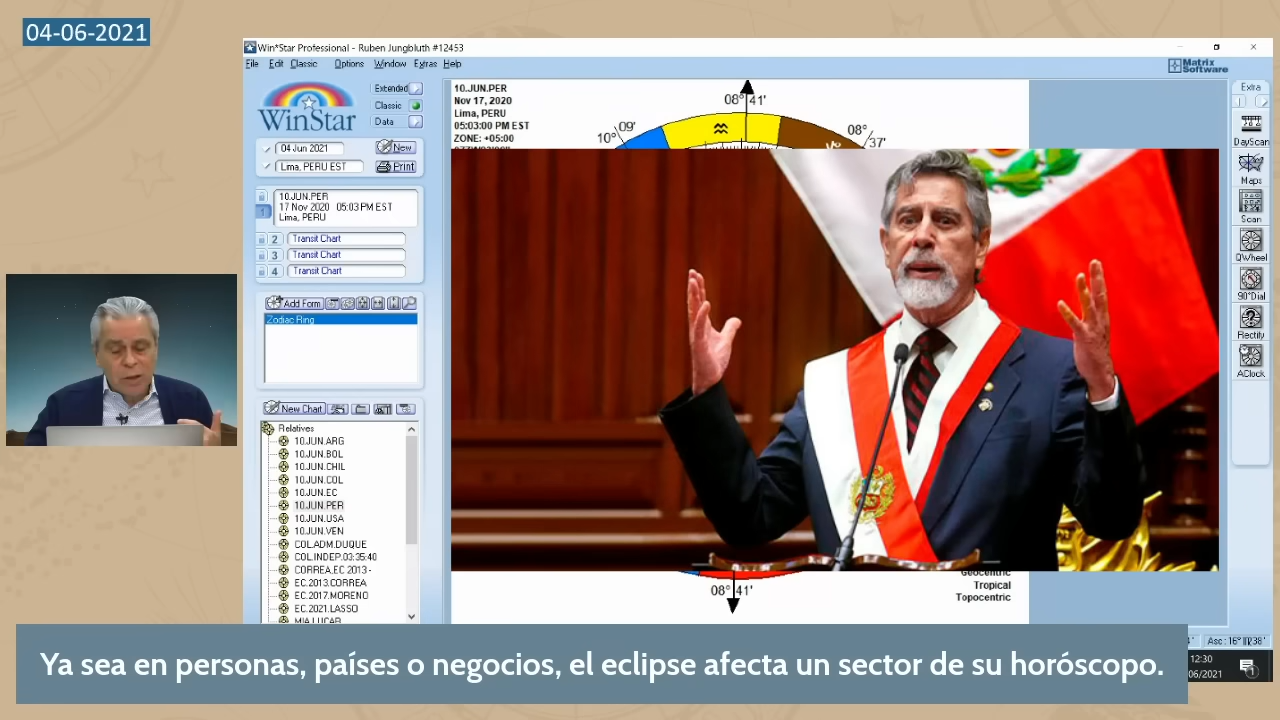 04-06-2021
Win*Star Professional - Ruben Jungbluth #12453
File Edit Classic Options Window Extras Help
Matrix
Software
WinStar
Extended
Classic
Data
04 Jun 2021
New
Lima, PERU EST
Print
10.JUN.PER
17 Nov 2020 05:03 PM EST
Lima, PERU
1
2 Transit Chart
3 Transit Chart
4 Transit Chart
Add Form
Zodiac Ring
New Chart
Relatives
10.JUN.ARG
10.JUN.BOL
10.JUN.CHIL
10.JUN.COL
10.JUN.EC
10.JUN.PER
10.JUN.USA
10.JUN.VEN
COL.ADM.DUQUE
COL.INDEP.03:35:40
CORREA.EC 2013 -
EC.2013.CORREA
EC.2017.MORENO
EC.2021.LASSO
MIA LUCAR
10.JUN.PER
Nov 17, 2020
Lima, PERU
05:03:00 PM EST
ZONE: +05:00
08° 41'
10° 09'
08° 37'
08° 41'
Geocentric
Tropical
Topocentric
Extra
DayScan
Maps
Scan
QWheel
90°Dial
Rectify
AClock
Ya sea en personas, países o negocios, el eclipse afecta un sector de su horóscopo.
12:30
06/2021
1